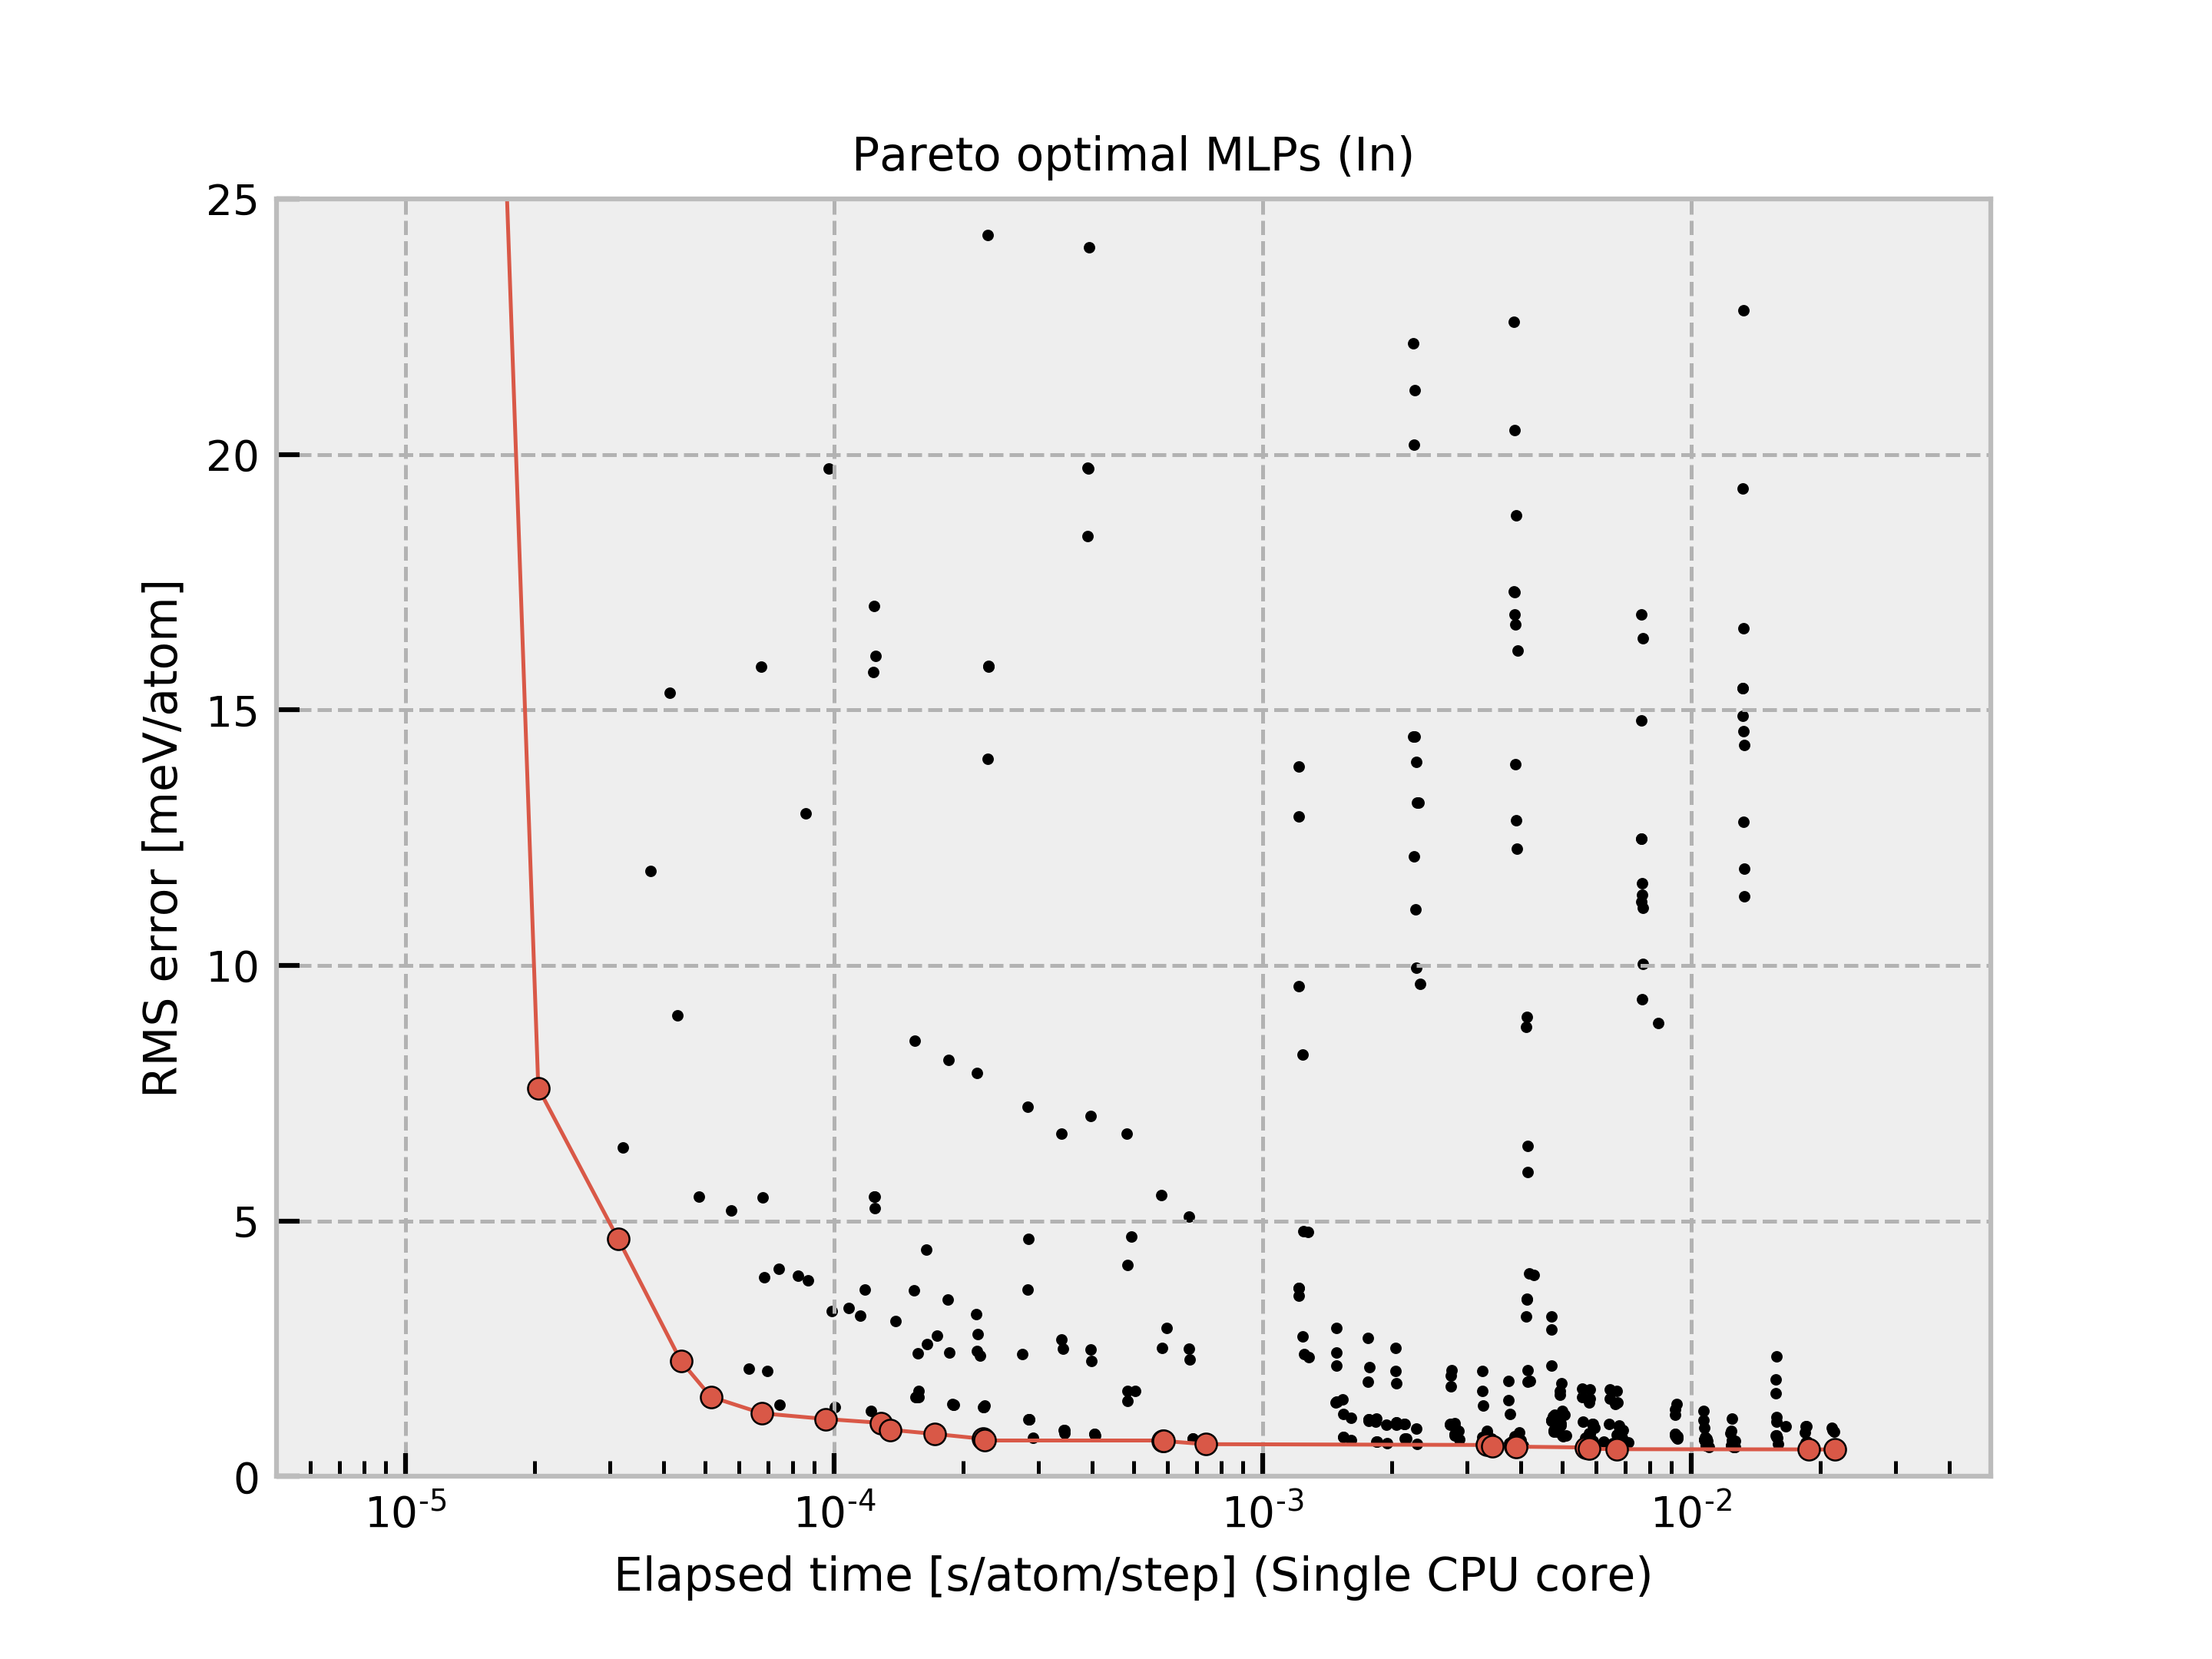 Pareto optimal MLPs (In)
25
20
15
10
5
0
RMS error [meV/atom]
10-5 10-4 10-3 10-2
Elapsed time [s/atom/step] (Single CPU core)